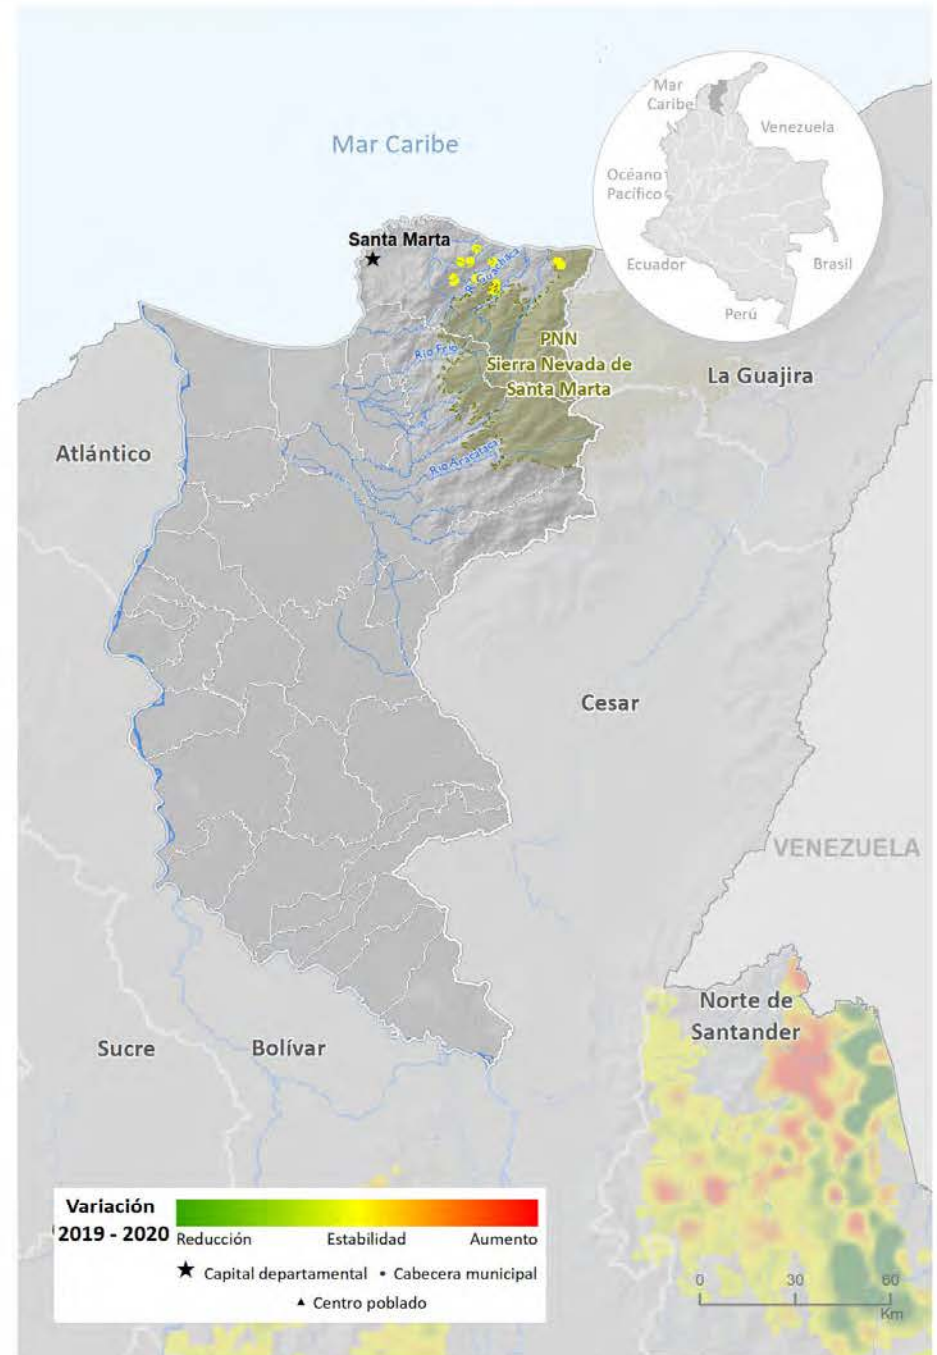 Mar
Caribe
Venezuela
Océano
Pacífico
Ecuador
Brasil
Perú
Mar Caribe
Santa Marta
R. Guachaca
Río Frío
PNN
Sierra Nevada de
Santa Marta
La Guajira
Atlántico
Río Aracataca
Cesar
VENEZUELA
Norte de
Santander
Sucre
Bolívar
Variación
2019 - 2020
Reducción Estabilidad Aumento
Capital departamental • Cabecera municipal
Centro poblado
0 30 60
Km